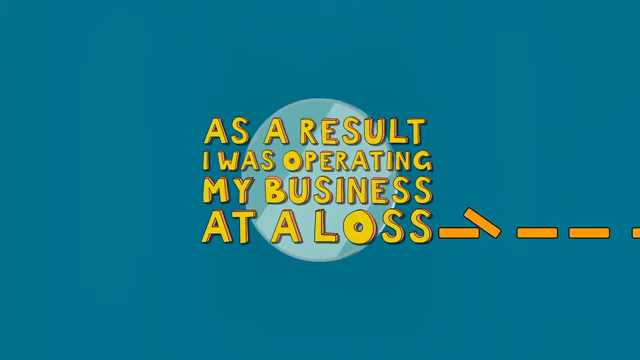 AS A RESULT
I WAS OPERATING
MY BUSINESS
AT A LOSS